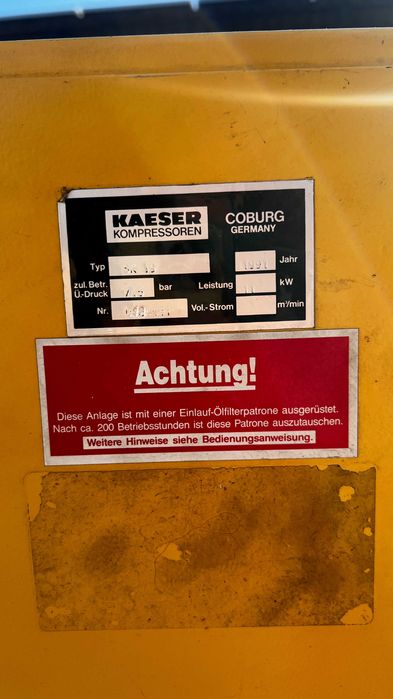 KAESER
KOMPRESSOREN
COBURG
GERMANY
Typ
Jahr
zul. Betr.
Ü.-Druck
bar
Leistung
kW
Nr.
Vol.-Strom
m³/min
Achtung!
Diese Anlage ist mit einer Einlauf-Ölfilterpatrone ausgerüstet.
Nach ca. 200 Betriebsstunden ist diese Patrone auszutauschen.
Weitere Hinweise siehe Bedienungsanweisung.